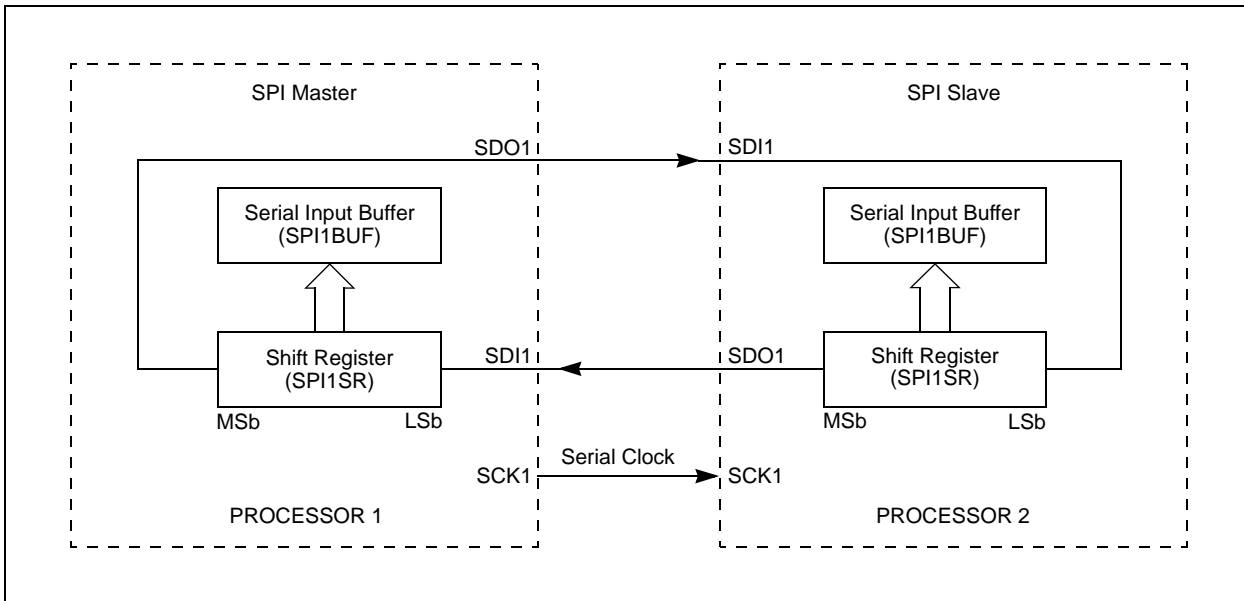 SPI Master
SPI Slave
SDO1
SDI1
Serial Input Buffer
(SPI1BUF)
Serial Input Buffer
(SPI1BUF)
Shift Register
(SPI1SR)
SDI1
SDO1
Shift Register
(SPI1SR)
MSb
LSb
MSb
LSb
Serial Clock
SCK1
SCK1
PROCESSOR 1
PROCESSOR 2